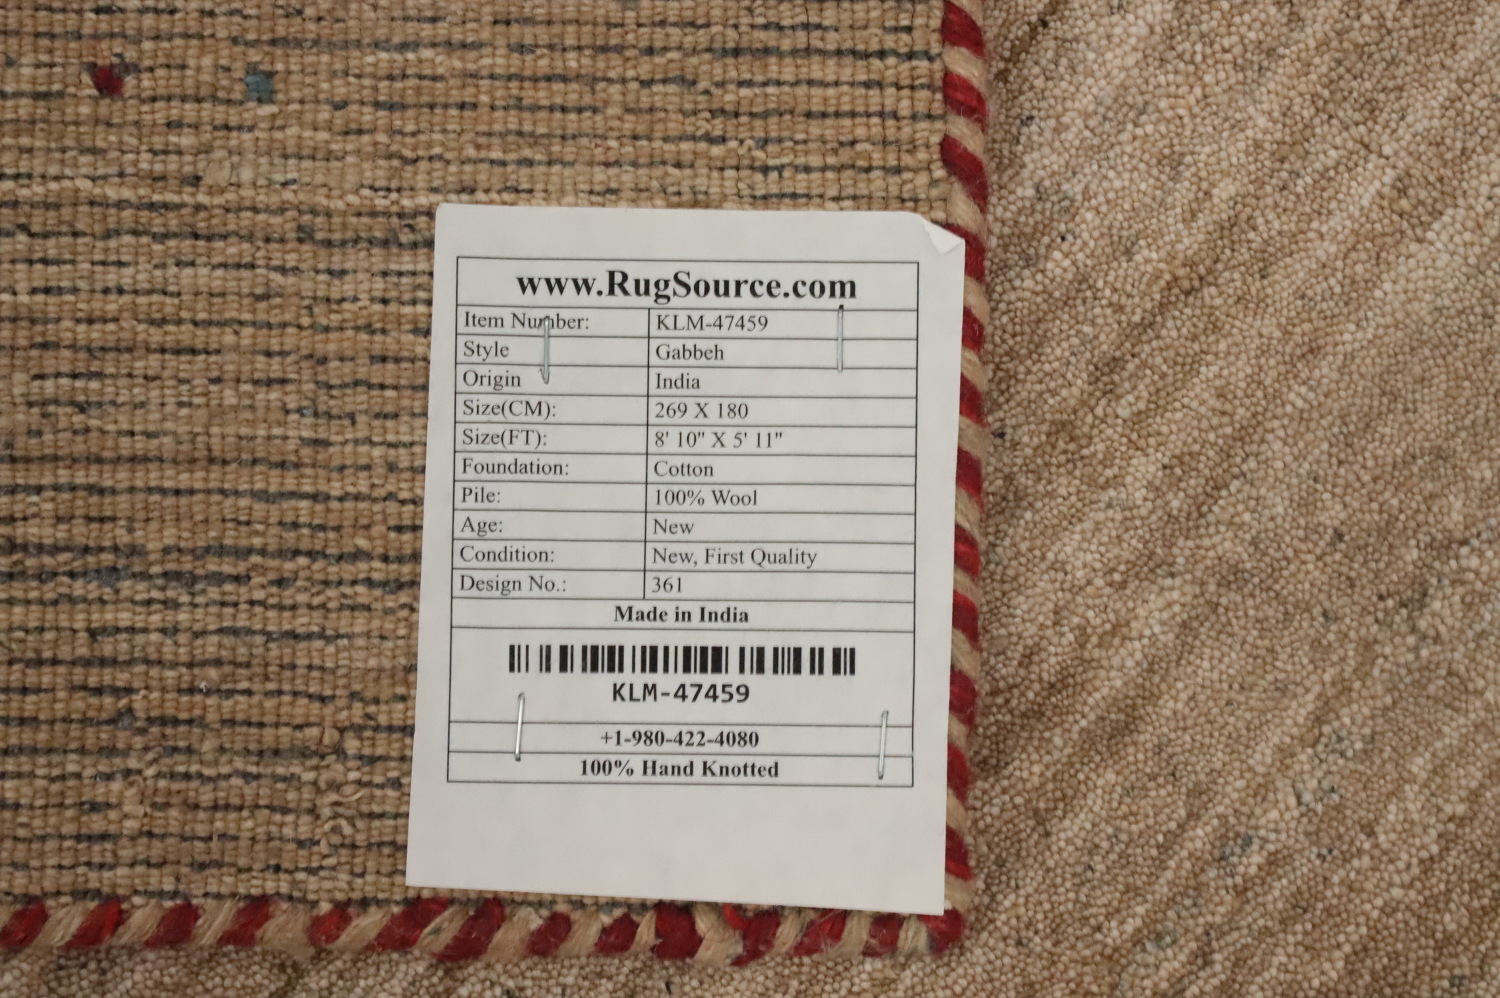 www.RugSource.com
Item Number: KLM-47459
Style Gabbeh
Origin India
Size(CM): 269 X 180
Size(FT): 8' 10" X 5' 11"
Foundation: Cotton
Pile: 100% Wool
Age: New
Condition: New, First Quality
Design No.: 361
Made in India
KLM-47459
+1-980-422-4080
100% Hand Knotted